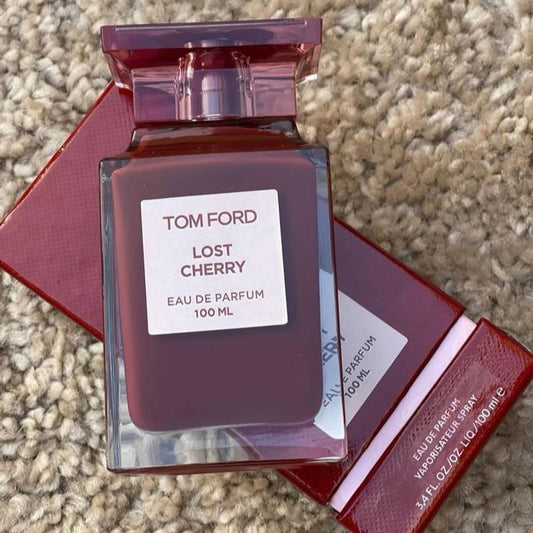 TOM FORD
LOST
CHERRY
EAU DE PARFUM
100 ML
EAU DE PARFUM
100 ML
EAU DE PARFUM
VAPORISATEUR SPRAY
3,4 FL. OZ./OZ. LIQ./100 ml e